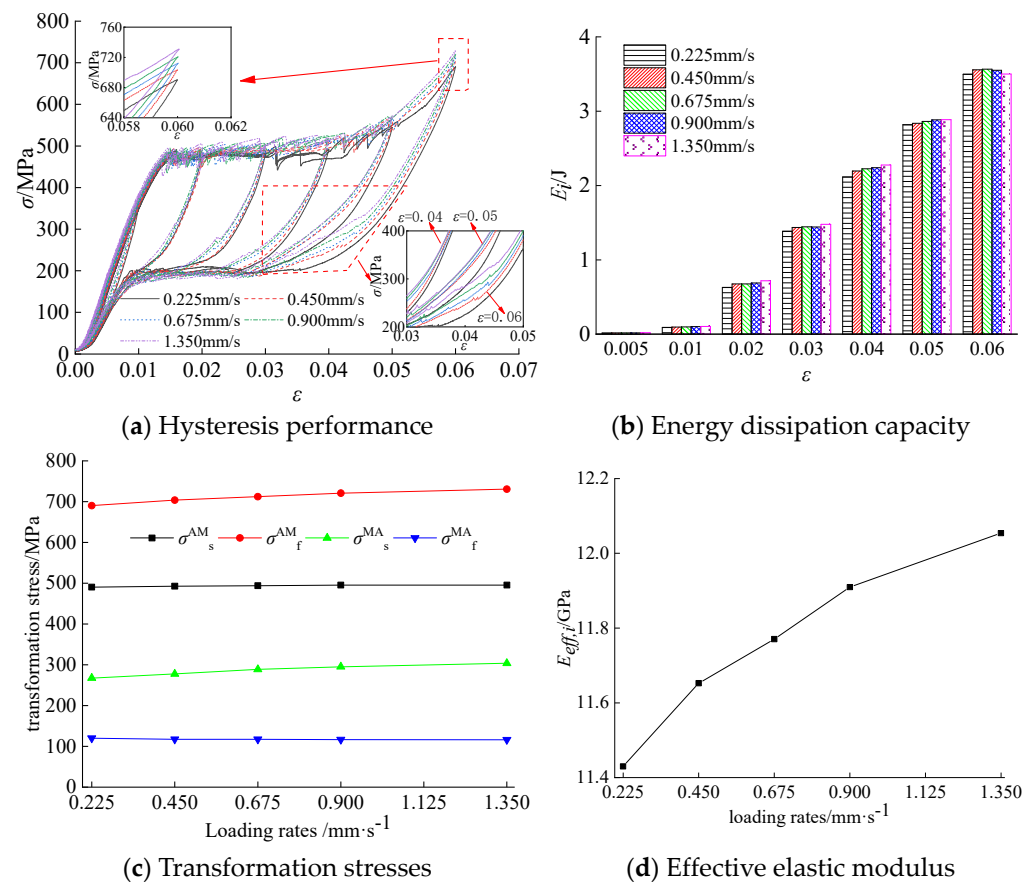 800
700
600
500
400
300
200
100
0
σ/MPa
0.00 0.01 0.02 0.03 0.04 0.05 0.06 0.07
ε
760
720
680
640
σ/MPa
0.058 0.060 0.062
ε
0.225mm/s 0.450mm/s
0.675mm/s 0.900mm/s
1.350mm/s
ε=0.04 ε=0.05
400
300
200
σ/MPa
ε=0.06
0.03 0.04 0.05
ε
(a) Hysteresis performance
4
3
2
1
0
E_i/J
0.225mm/s
0.450mm/s
0.675mm/s
0.900mm/s
1.350mm/s
0.005 0.01 0.02 0.03 0.04 0.05 0.06
ε
(b) Energy dissipation capacity
800
700
600
500
400
300
200
100
0
transformation stress/MPa
σ^AM_s σ^AM_f σ^MA_s σ^MA_f
0.225 0.450 0.675 0.900 1.125 1.350
Loading rates /mm·s⁻¹
(c) Transformation stresses
12.2
12.0
11.8
11.6
11.4
E_eff,i/GPa
0.225 0.450 0.675 0.900 1.125 1.350
loading rates/mm·s⁻¹
(d) Effective elastic modulus